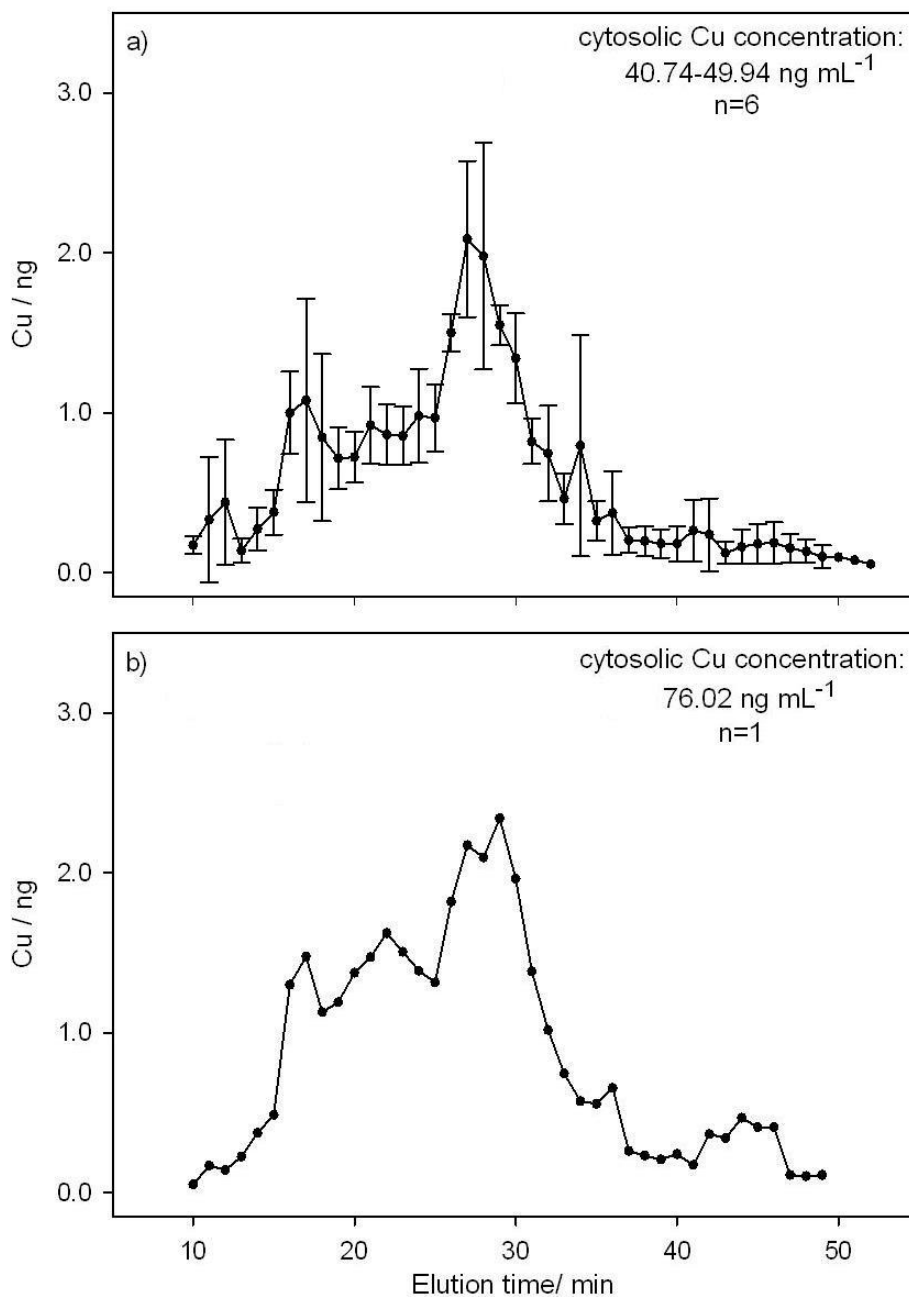 a)
cytosolic Cu concentration:
40.74-49.94 ng mL⁻¹
n=6
3.0
2.0
1.0
0.0
Cu / ng
b)
cytosolic Cu concentration:
76.02 ng mL⁻¹
n=1
3.0
2.0
1.0
0.0
Cu / ng
10 20 30 40 50
Elution time/ min